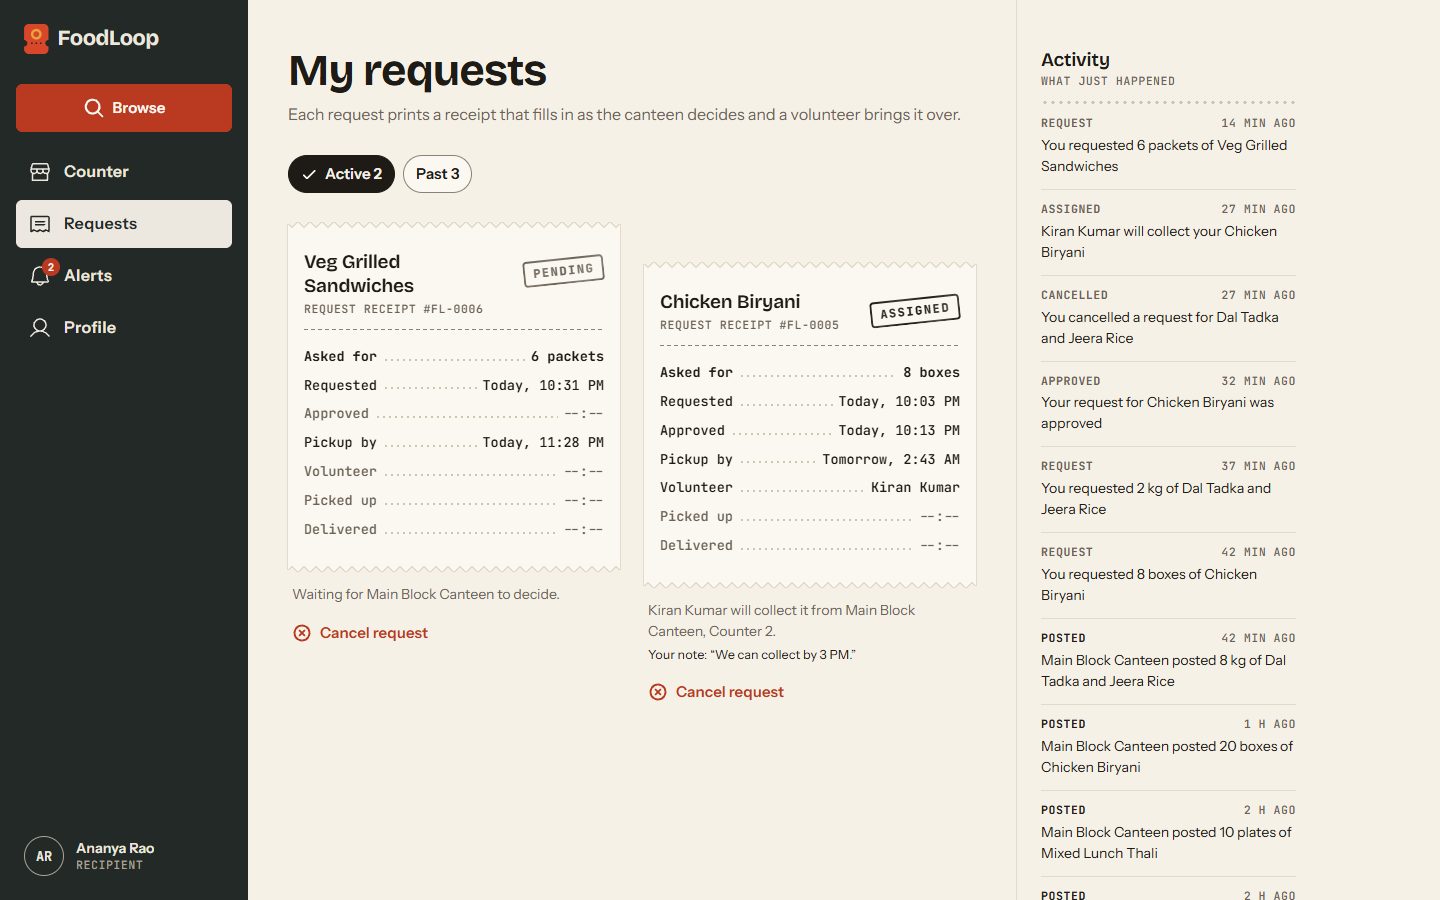 FoodLoop
Browse
Counter
Requests
2
Alerts
Profile
AR
Ananya Rao
RECIPIENT
My requests
Each request prints a receipt that fills in as the canteen decides and a volunteer brings it over.
Active 2
Past 3
Veg Grilled
Sandwiches
PENDING
REQUEST RECEIPT #FL-0006
Asked for 6 packets
Requested Today, 10:31 PM
Approved --:--
Pickup by Today, 11:28 PM
Volunteer --:--
Picked up --:--
Delivered --:--
Waiting for Main Block Canteen to decide.
Cancel request
Chicken Biryani
ASSIGNED
REQUEST RECEIPT #FL-0005
Asked for 8 boxes
Requested Today, 10:03 PM
Approved Today, 10:13 PM
Pickup by Tomorrow, 2:43 AM
Volunteer Kiran Kumar
Picked up --:--
Delivered --:--
Kiran Kumar will collect it from Main Block
Canteen, Counter 2.
Your note: “We can collect by 3 PM.”
Cancel request
Activity
WHAT JUST HAPPENED
REQUEST 14 MIN AGO
You requested 6 packets of Veg Grilled
Sandwiches
ASSIGNED 27 MIN AGO
Kiran Kumar will collect your Chicken
Biryani
CANCELLED 27 MIN AGO
You cancelled a request for Dal Tadka
and Jeera Rice
APPROVED 32 MIN AGO
Your request for Chicken Biryani was
approved
REQUEST 37 MIN AGO
You requested 2 kg of Dal Tadka and
Jeera Rice
REQUEST 42 MIN AGO
You requested 8 boxes of Chicken
Biryani
POSTED 42 MIN AGO
Main Block Canteen posted 8 kg of Dal
Tadka and Jeera Rice
POSTED 1 H AGO
Main Block Canteen posted 20 boxes of
Chicken Biryani
POSTED 2 H AGO
Main Block Canteen posted 10 plates of
Mixed Lunch Thali
POSTED 2 H AGO